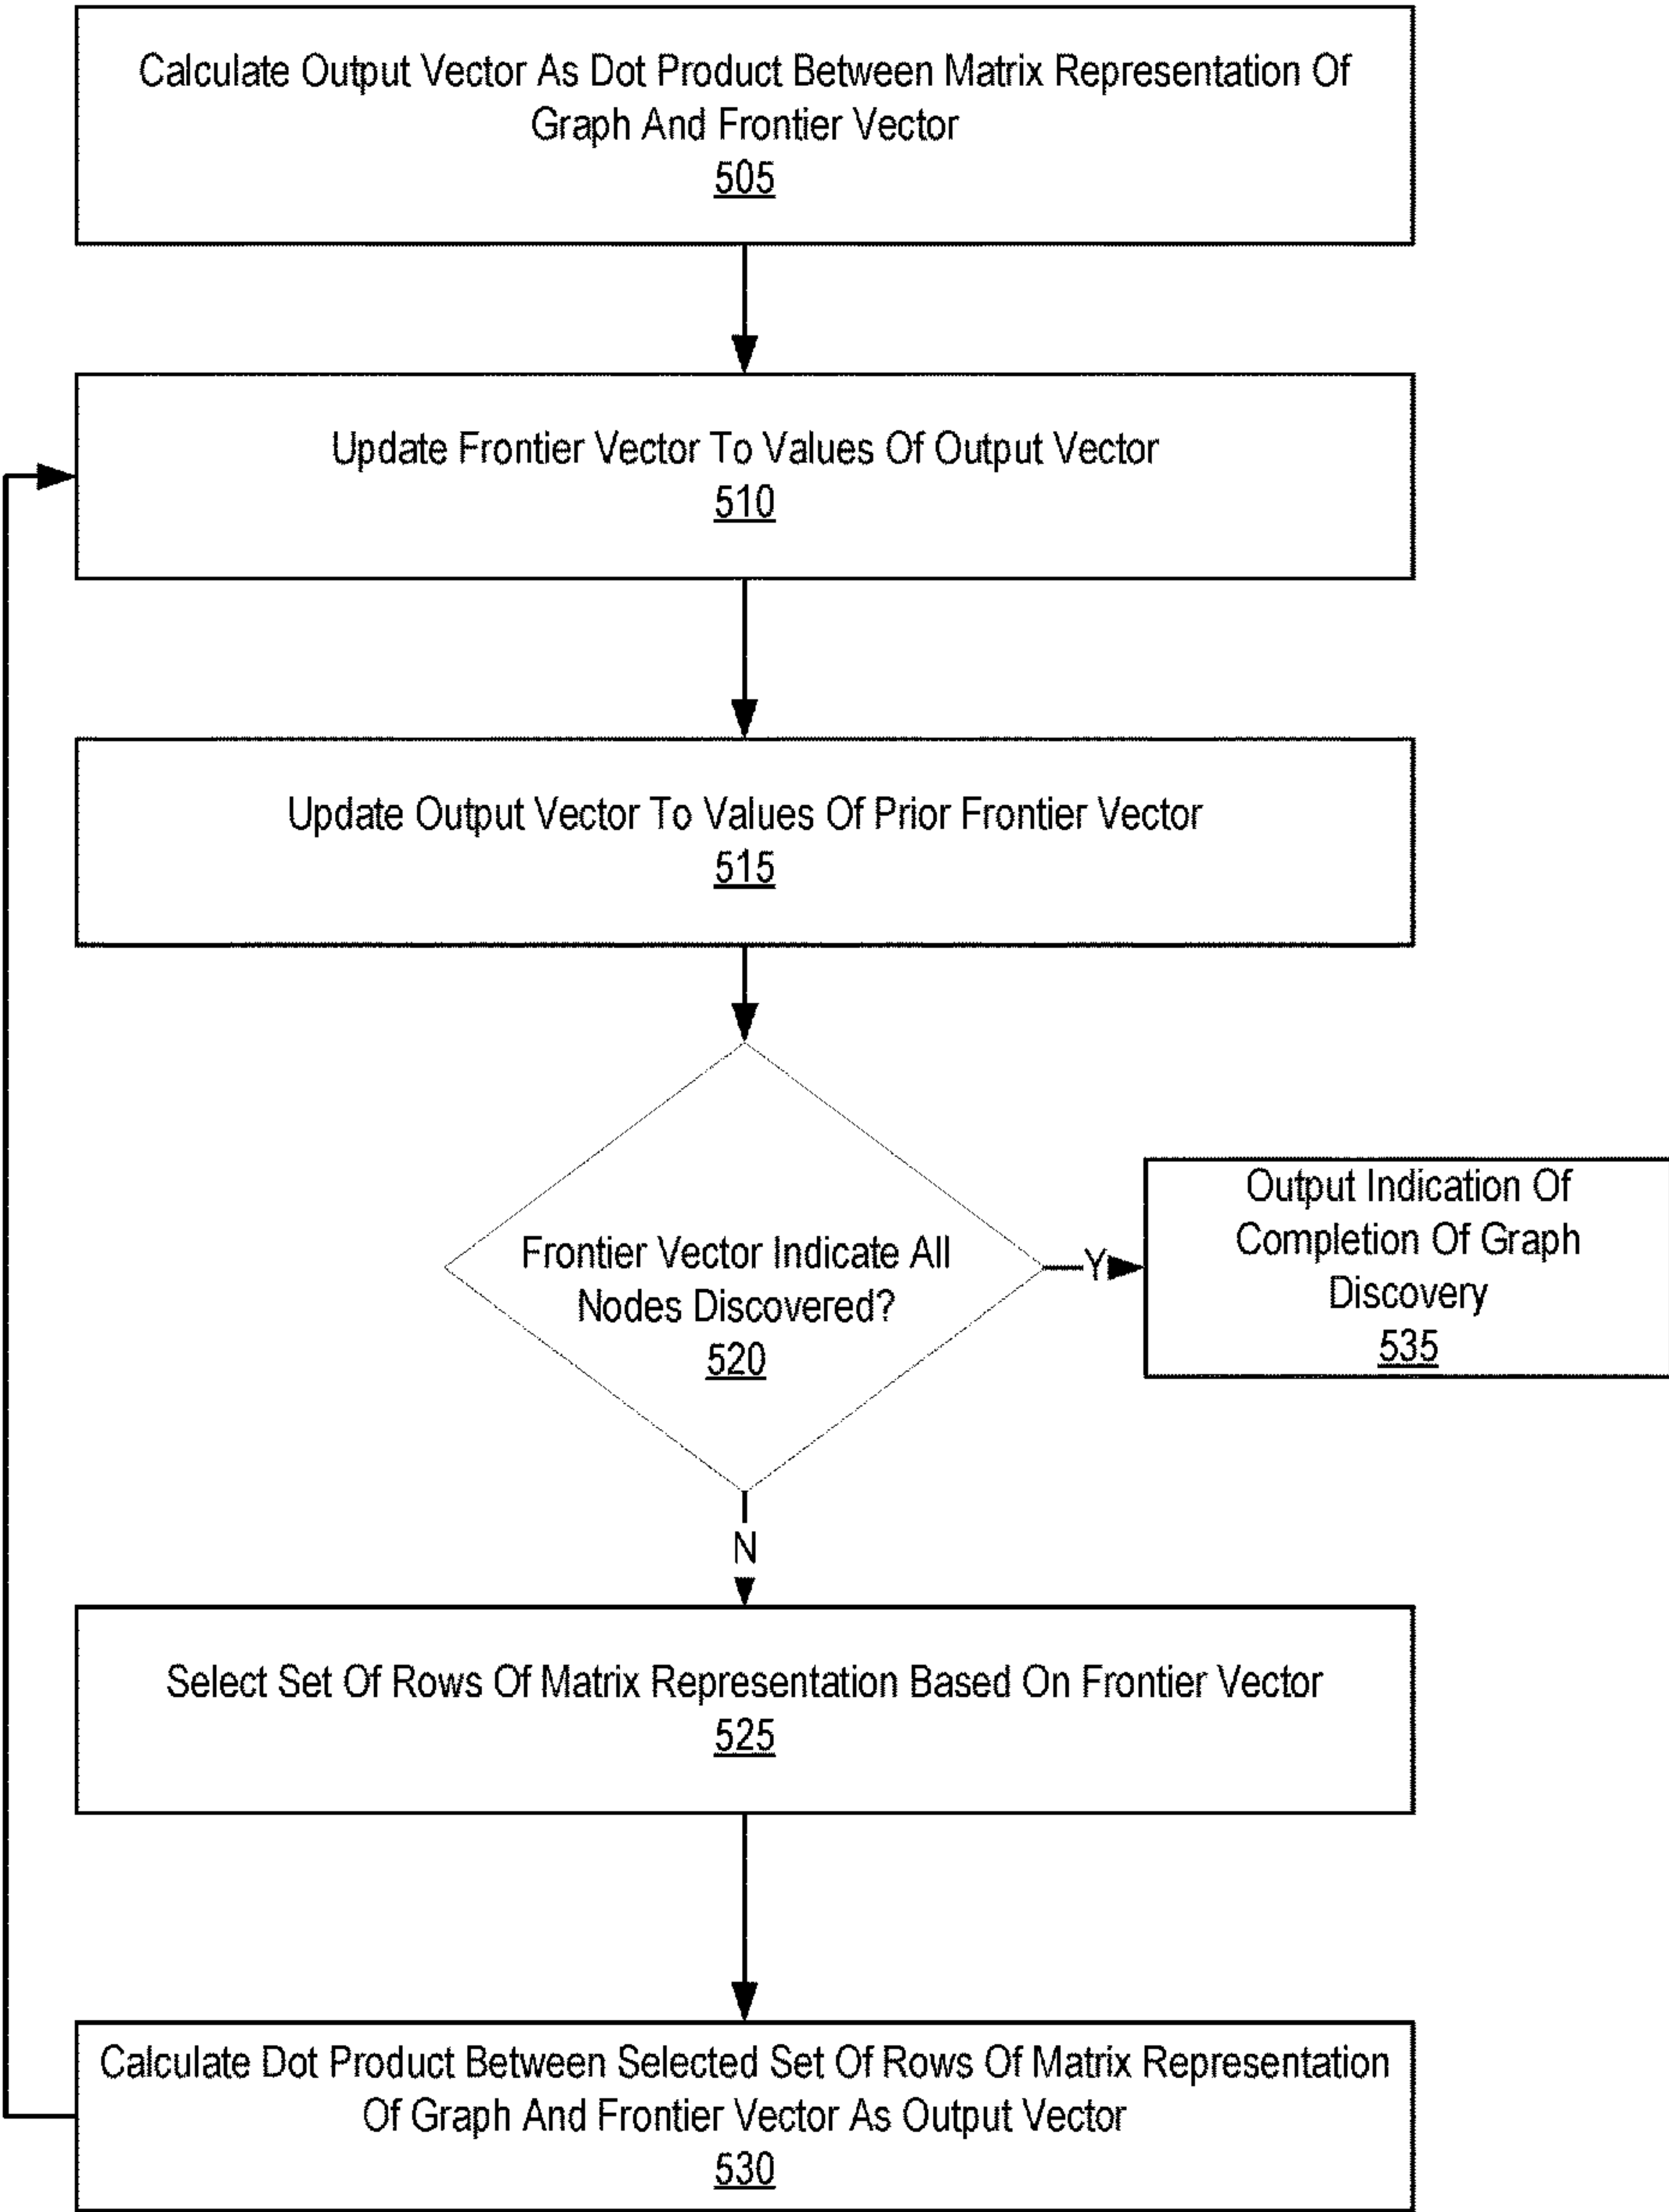 Calculate Output Vector As Dot Product Between Matrix Representation Of
Graph And Frontier Vector
505
Update Frontier Vector To Values Of Output Vector
510
Update Output Vector To Values Of Prior Frontier Vector
515
Frontier Vector Indicate All
Nodes Discovered?
520
Y
Output Indication Of
Completion Of Graph
Discovery
535
N
Select Set Of Rows Of Matrix Representation Based On Frontier Vector
525
Calculate Dot Product Between Selected Set Of Rows Of Matrix Representation
Of Graph And Frontier Vector As Output Vector
530